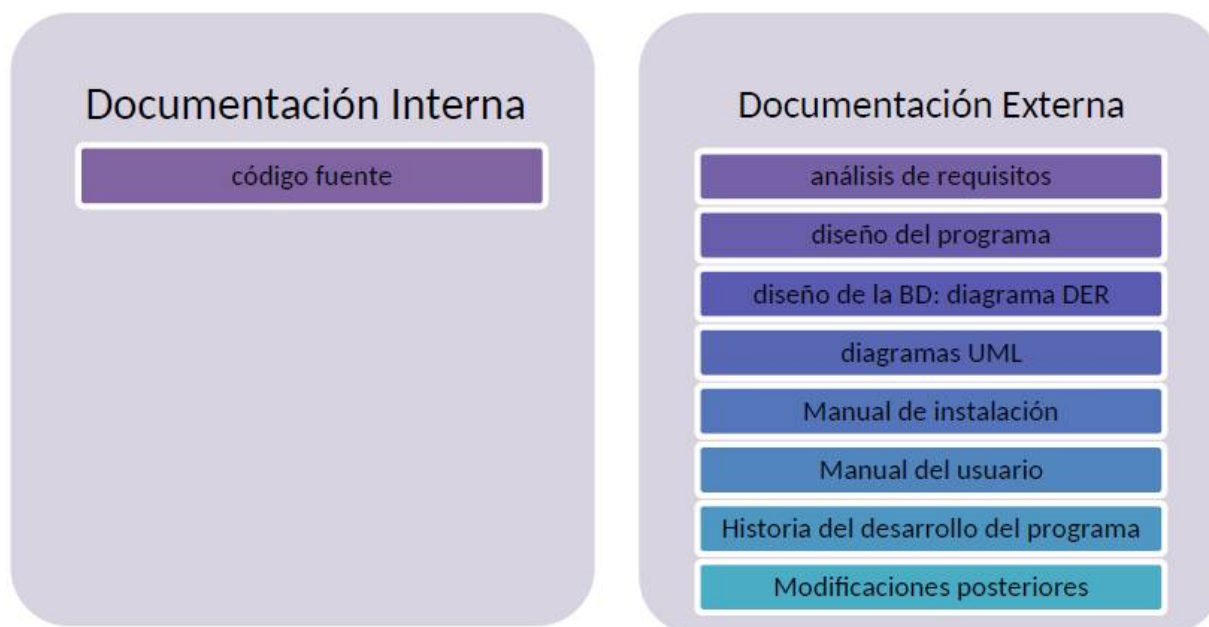 Documentación Interna
código fuente
Documentación Externa
análisis de requisitos
diseño del programa
diseño de la BD: diagrama DER
diagramas UML
Manual de instalación
Manual del usuario
Historia del desarrollo del programa
Modificaciones posteriores